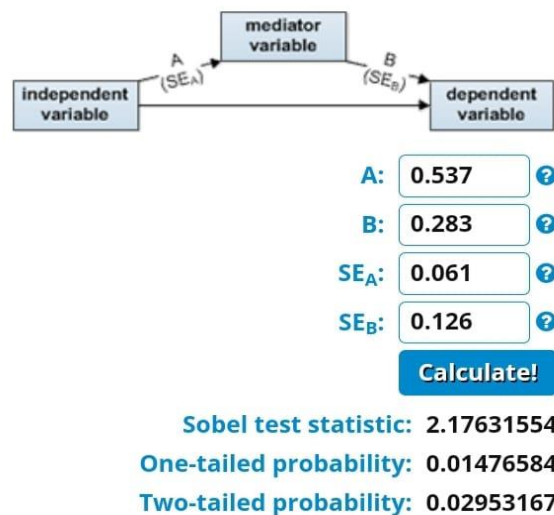 mediator
variable
A
(SEA)
B
(SEB)
independent
variable
dependent
variable
A: 0.537 ?
B: 0.283 ?
SEA: 0.061 ?
SEB: 0.126 ?
Calculate!
Sobel test statistic: 2.17631554
One-tailed probability: 0.01476584
Two-tailed probability: 0.02953167